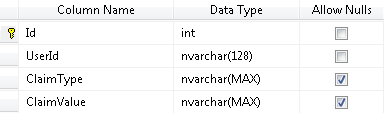 Column Name Data Type Allow Nulls
Id int
UserId nvarchar(128)
ClaimType nvarchar(MAX)
ClaimValue nvarchar(MAX)